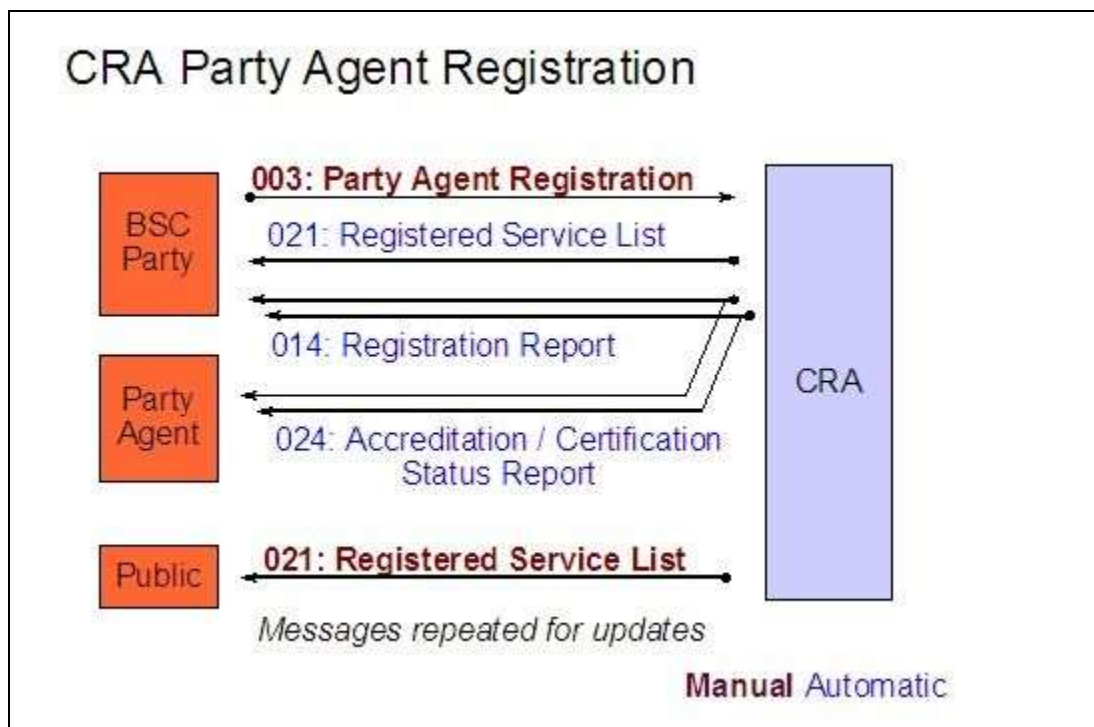 CRA Party Agent Registration
003: Party Agent Registration
BSC
Party
021: Registered Service List
014: Registration Report
CRA
Party
Agent
024: Accreditation / Certification
Status Report
021: Registered Service List
Public
Messages repeated for updates
Manual Automatic